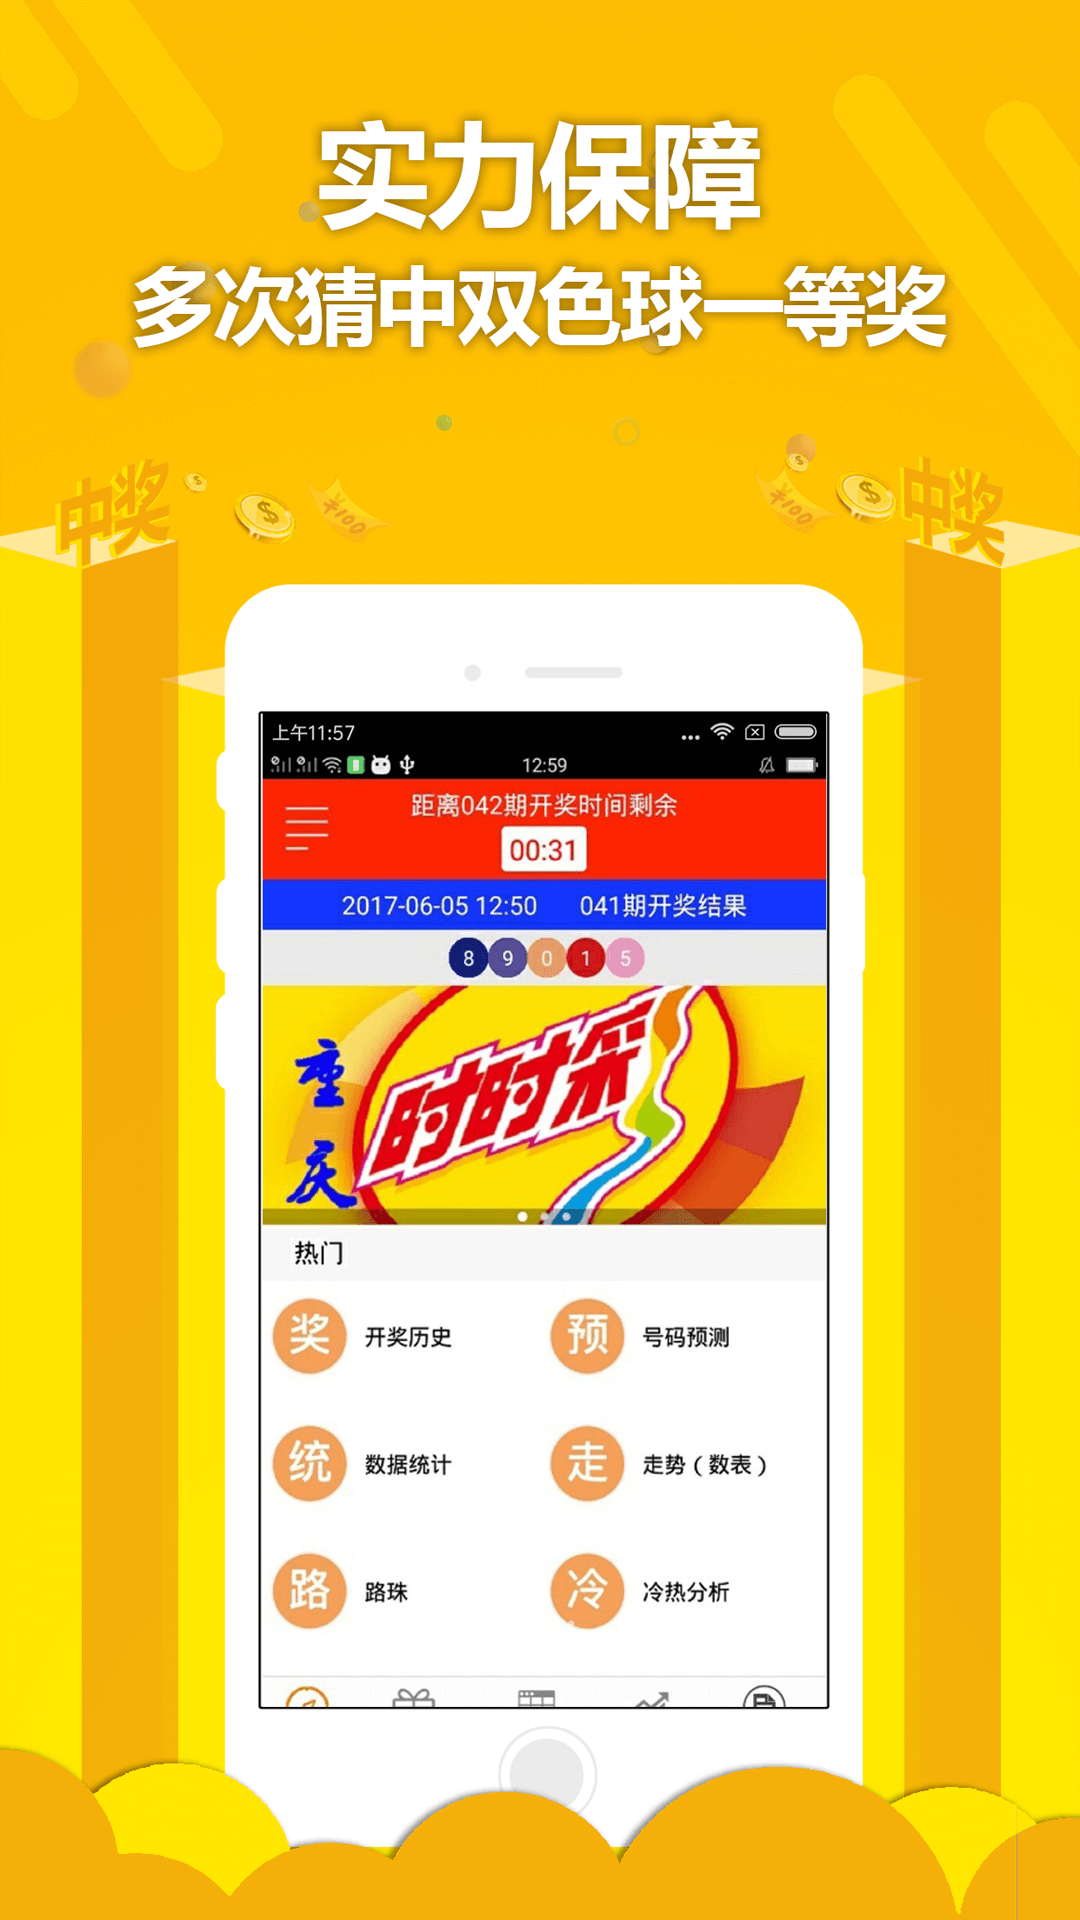 实力保障
多次猜中双色球一等奖
中奖
¥100
¥100
中奖
上午11:57
12:59
距离042期开奖时间剩余
00:31
2017-06-05 12:50 041期开奖结果
8 9 0 1 5
重庆
时时采
热门
奖 开奖历史
预 号码预测
统 数据统计
走 走势（数表）
路 路珠
冷 冷热分析